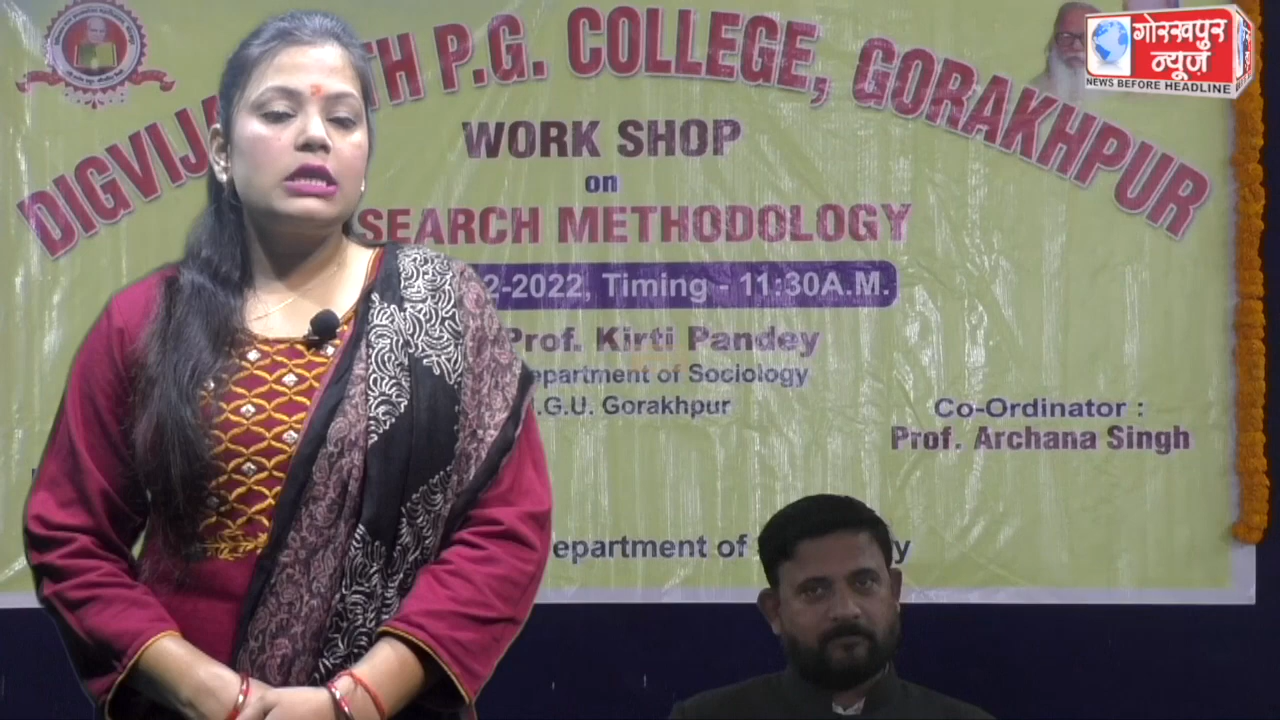 DIGVIJA TH P.G. COLLEGE, GORAKHPUR
गोरखपुर
न्यूज़
NEWS BEFORE HEADLINE
WORK SHOP
on
SEARCH METHODOLOGY
2-2022, Timing - 11:30A.M.
Prof. Kirti Pandey
epartment of Sociology
.G.U. Gorakhpur
Co-Ordinator :
Prof. Archana Singh
epartment of